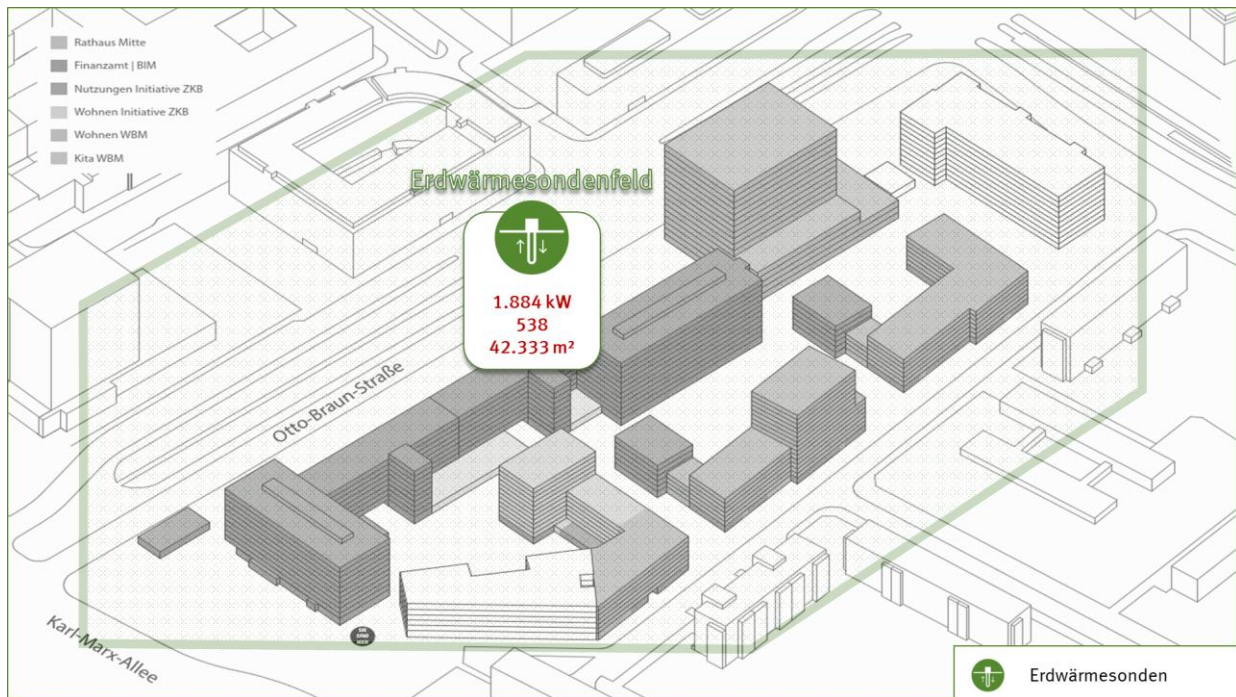 Rathaus Mitte
Finanzamt | BIM
Nutzungen Initiative ZKB
Wohnen Initiative ZKB
Wohnen WBM
Kita WBM
Erdwärmesondenfeld
1.884 kW
538
42.333 m²
Otto-Braun-Straße
Karl-Marx-Allee
Erdwärmesonden